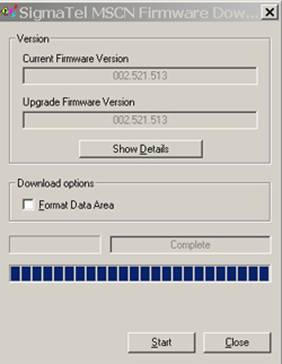 SigmaTel MSCN Firmware Dow...
Version
Current Firmware Version
002.521.513
Upgrade Firmware Version
002.521.513
Show Details
Download options
Format Data Area
Complete
Start
Close